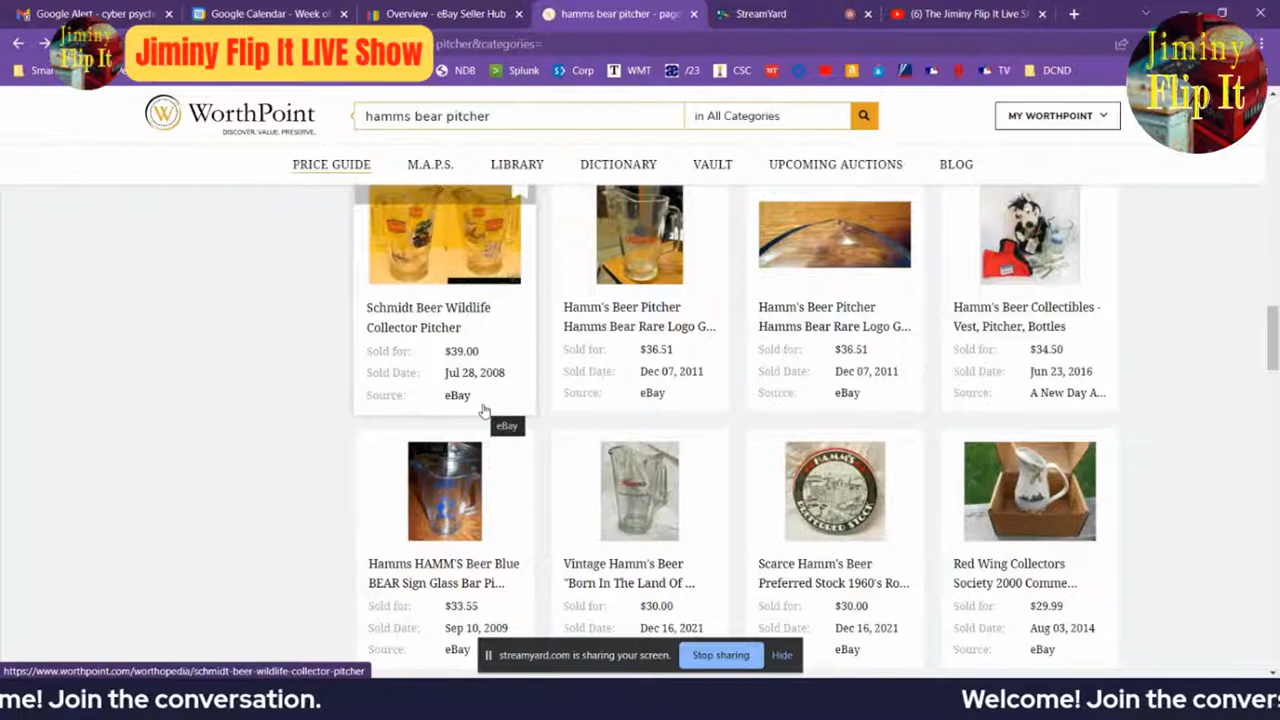 Google Alert - cyber psych
Google Calendar - Week o
Overview - eBay Seller Hub
hamms bear pitcher - page
StreamYard
(6) The Jiminy Flip It Live S
Jiminy Flip It LIVE Show
pitcher&categories=
Smar
NDB
Splunk
Corp
WMT
/23
CSC
TV
DCND
Jiminy
Flip It
WorthPoint
DISCOVER. VALUE. PRESERVE.
hamms bear pitcher
in All Categories
MY WORTHPOINT
PRICE GUIDE
M.A.P.S.
LIBRARY
DICTIONARY
VAULT
UPCOMING AUCTIONS
BLOG
Schmidt Beer Wildlife
Collector Pitcher
Sold for: $39.00
Sold Date: Jul 28, 2008
Source: eBay
Hamm's Beer Pitcher
Hamms Bear Rare Logo G...
Sold for: $36.51
Sold Date: Dec 07, 2011
Source: eBay
Hamm's Beer Pitcher
Hamms Bear Rare Logo G...
Sold for: $36.51
Sold Date: Dec 07, 2011
Source: eBay
Hamm's Beer Collectibles -
Vest, Pitcher, Bottles
Sold for: $34.50
Sold Date: Jun 23, 2016
Source: A New Day A...
eBay
HAMM'S
PREFERRED STOCK
Hamms HAMM'S Beer Blue
BEAR Sign Glass Bar Pi...
Sold for: $33.55
Sold Date: Sep 10, 2009
Source: eBay
Vintage Hamm's Beer
"Born In The Land Of ...
Sold for: $30.00
Sold Date: Dec 16, 2021
Scarce Hamm's Beer
Preferred Stock 1960's Ro...
Sold for: $30.00
Sold Date: Dec 16, 2021
eBay
Red Wing Collectors
Society 2000 Comme...
Sold for: $29.99
Sold Date: Aug 03, 2014
Source: eBay
streamyard.com is sharing your screen.
Stop sharing
Hide
https://www.worthpoint.com/worthopedia/schmidt-beer-wildlife-collector-pitcher
me! Join the conversation.
Welcome! Join the convers